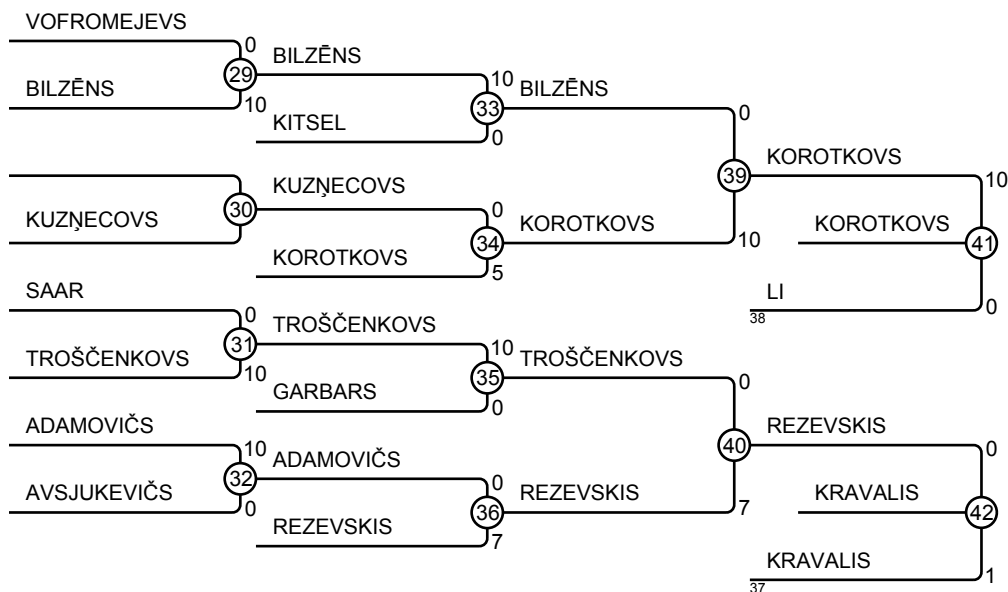 VOFROMEJEVS
0
29
BILZĒNS
10
BILZĒNS
10
33
KITSEL
0
BILZĒNS
0
39
KUZŅECOVS
30
KUZŅECOVS
0
34
KOROTKOVS
5
KOROTKOVS
10
KOROTKOVS
10
KOROTKOVS
41
LI
38
0
SAAR
0
31
TROŠČENKOVS
10
TROŠČENKOVS
10
35
GARBARS
0
TROŠČENKOVS
0
40
ADAMOVIČS
10
32
AVSJUKEVIČS
0
ADAMOVIČS
0
36
REZEVSKIS
7
REZEVSKIS
7
REZEVSKIS
0
KRAVALIS
42
KRAVALIS
37
1